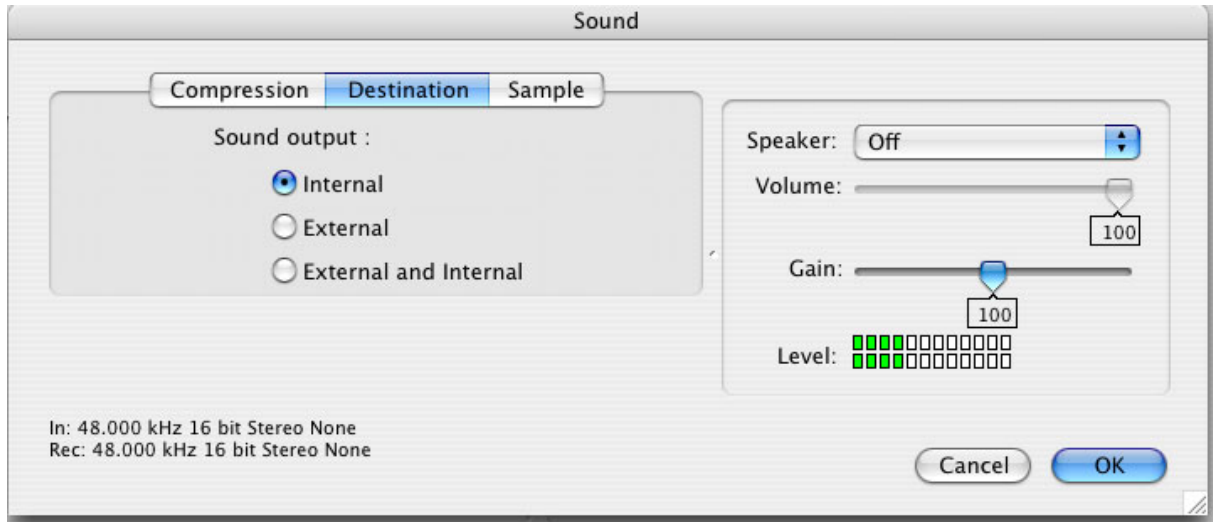 Sound
Compression Destination Sample
Sound output :
Internal
External
External and Internal
Speaker: Off
Volume:
100
Gain:
100
Level:
In: 48.000 kHz 16 bit Stereo None
Rec: 48.000 kHz 16 bit Stereo None
Cancel OK